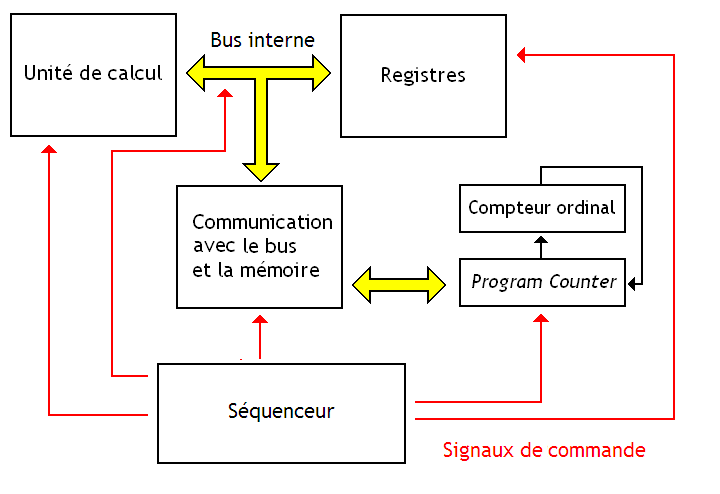 Bus interne
Unité de calcul
Registres
Communication
avec le bus
et la mémoire
Compteur ordinal
Program Counter
Séquenceur
Signaux de commande